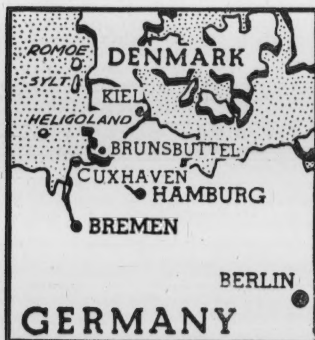 ROMOE
DENMARK
SYLT
KIEL
HELIGOLAND
BRUNSBUTTEL
CUXHAVEN
HAMBURG
BREMEN
BERLIN
GERMANY